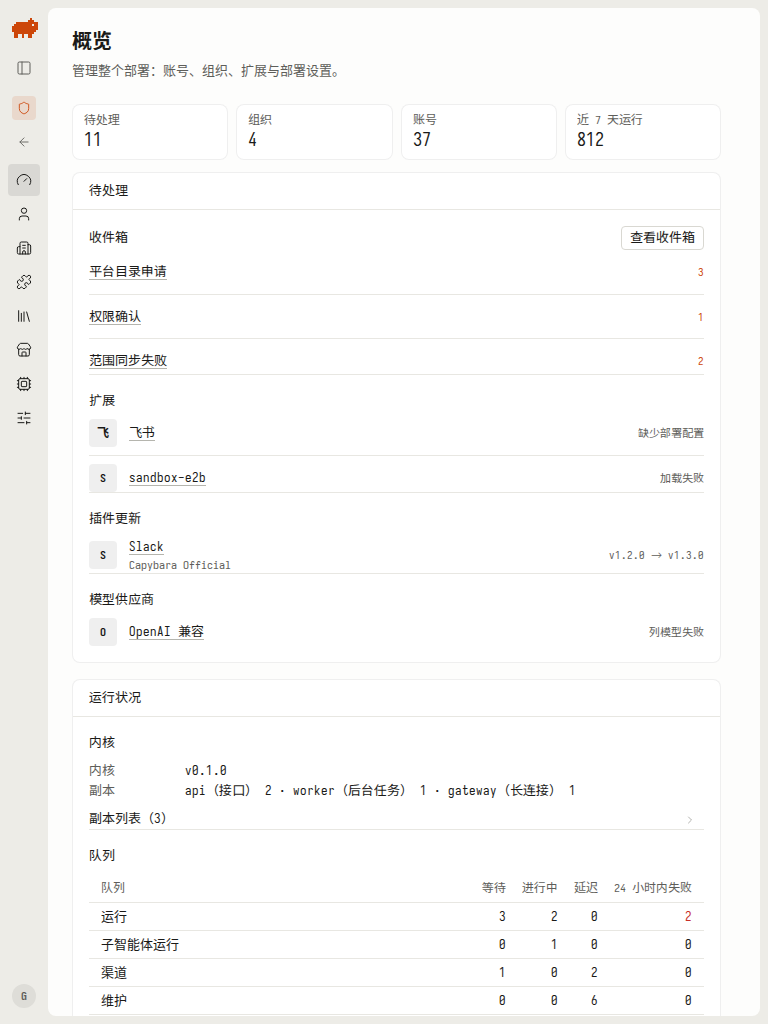 概览
管理整个部署：账号、组织、扩展与部署设置。
待处理
11
组织
4
账号
37
近 7 天运行
812
待处理
收件箱
查看收件箱
平台目录申请 3
权限确认 1
范围同步失败 2
扩展
飞 飞书 缺少部署配置
S sandbox-e2b 加载失败
插件更新
S Slack v1.2.0 → v1.3.0
Capybara Official
模型供应商
O OpenAI 兼容 列模型失败
运行状况
内核
内核 v0.1.0
副本 api（接口） 2 · worker（后台任务） 1 · gateway（长连接） 1
副本列表（3）
队列
队列 等待 进行中 延迟 24 小时内失败
运行 3 2 0 2
子智能体运行 0 1 0 0
渠道 1 0 2 0
维护 0 0 6 0
G